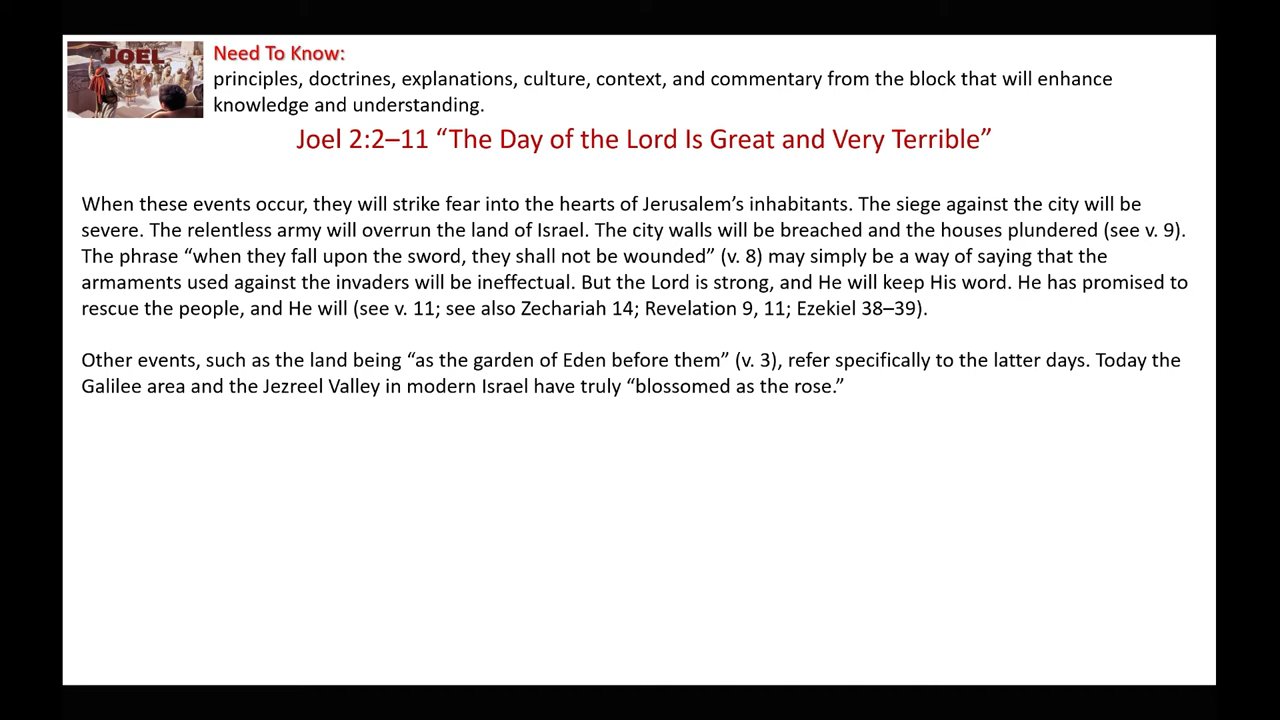 JOEL
Need To Know:
principles, doctrines, explanations, culture, context, and commentary from the block that will enhance
knowledge and understanding.
Joel 2:2–11 “The Day of the Lord Is Great and Very Terrible”
When these events occur, they will strike fear into the hearts of Jerusalem’s inhabitants. The siege against the city will be
severe. The relentless army will overrun the land of Israel. The city walls will be breached and the houses plundered (see v. 9).
The phrase “when they fall upon the sword, they shall not be wounded” (v. 8) may simply be a way of saying that the
armaments used against the invaders will be ineffectual. But the Lord is strong, and He will keep His word. He has promised to
rescue the people, and He will (see v. 11; see also Zechariah 14; Revelation 9, 11; Ezekiel 38–39).
Other events, such as the land being “as the garden of Eden before them” (v. 3), refer specifically to the latter days. Today the
Galilee area and the Jezreel Valley in modern Israel have truly “blossomed as the rose.”